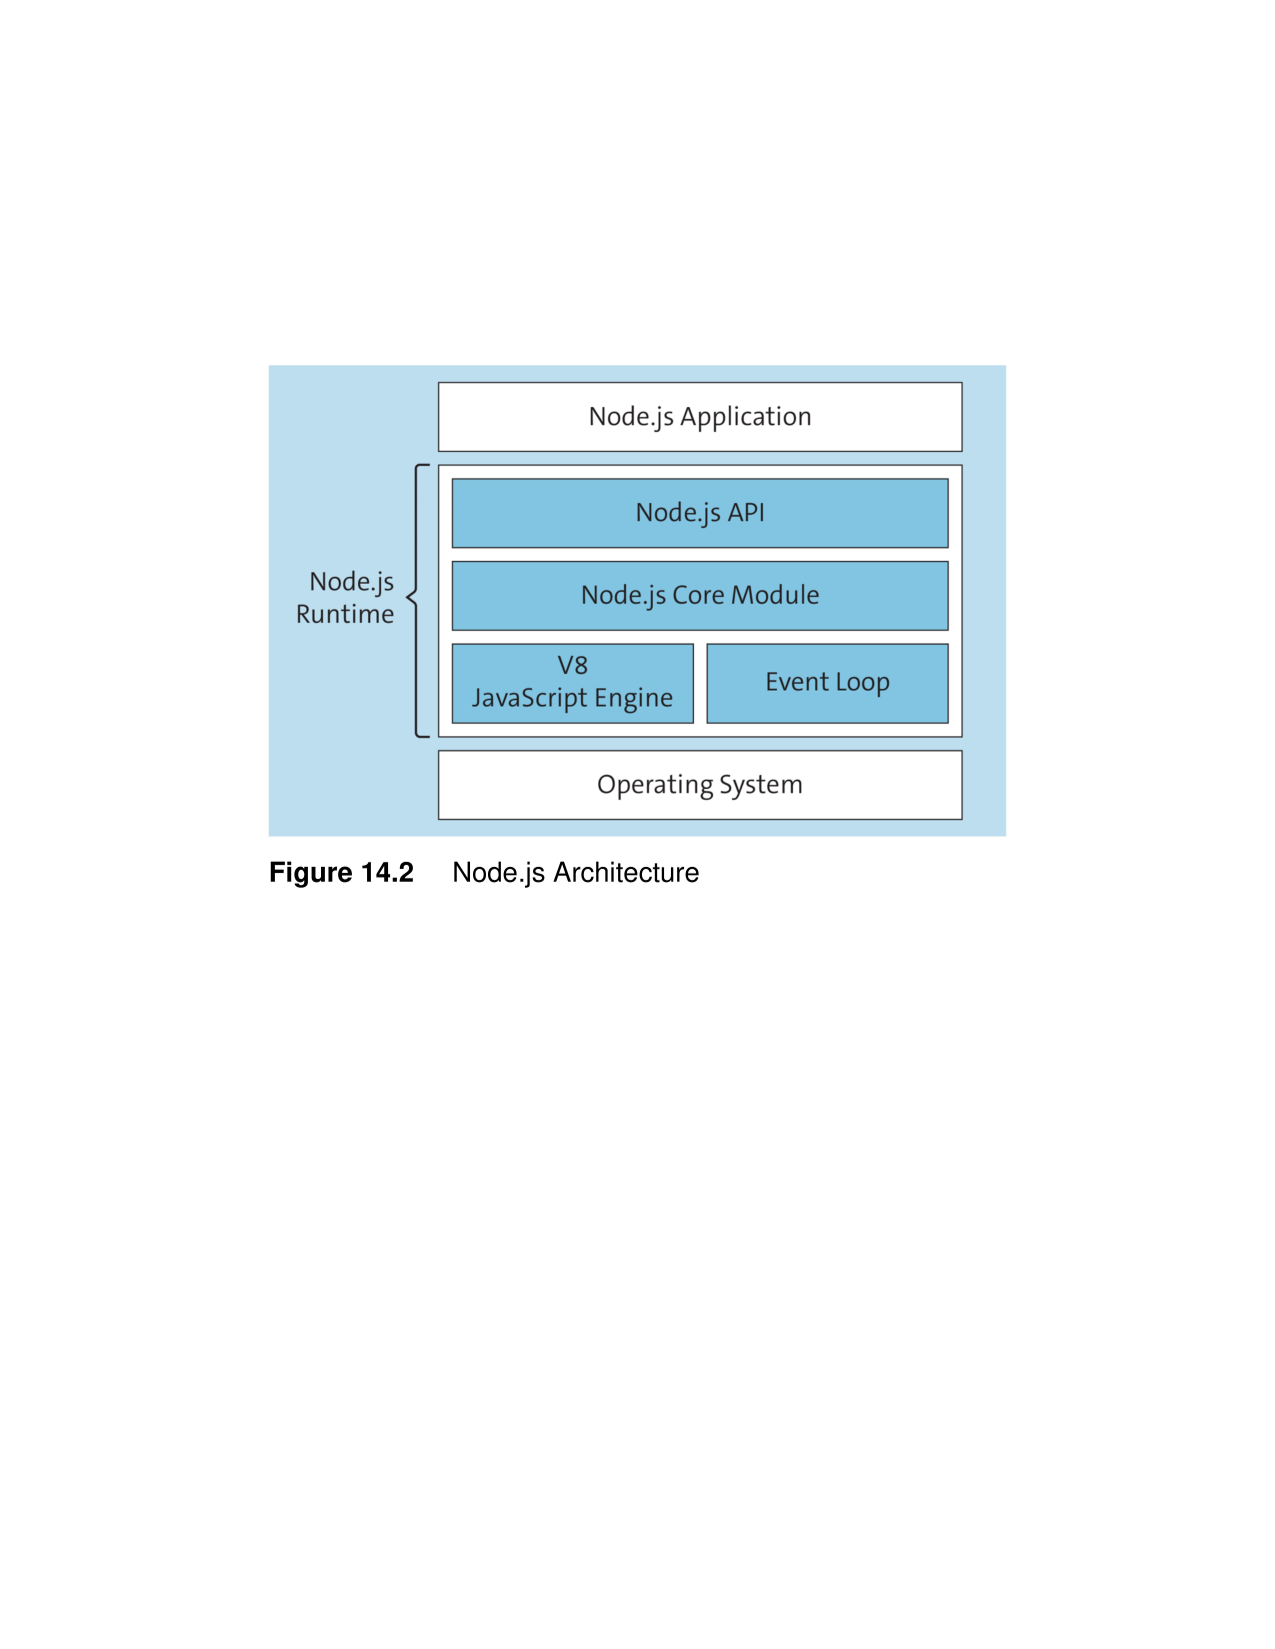 Node.js Application
Node.js API
Node.js Core Module
Node.js
Runtime
V8
JavaScript Engine
Event Loop
Operating System
Figure 14.2 Node.js Architecture